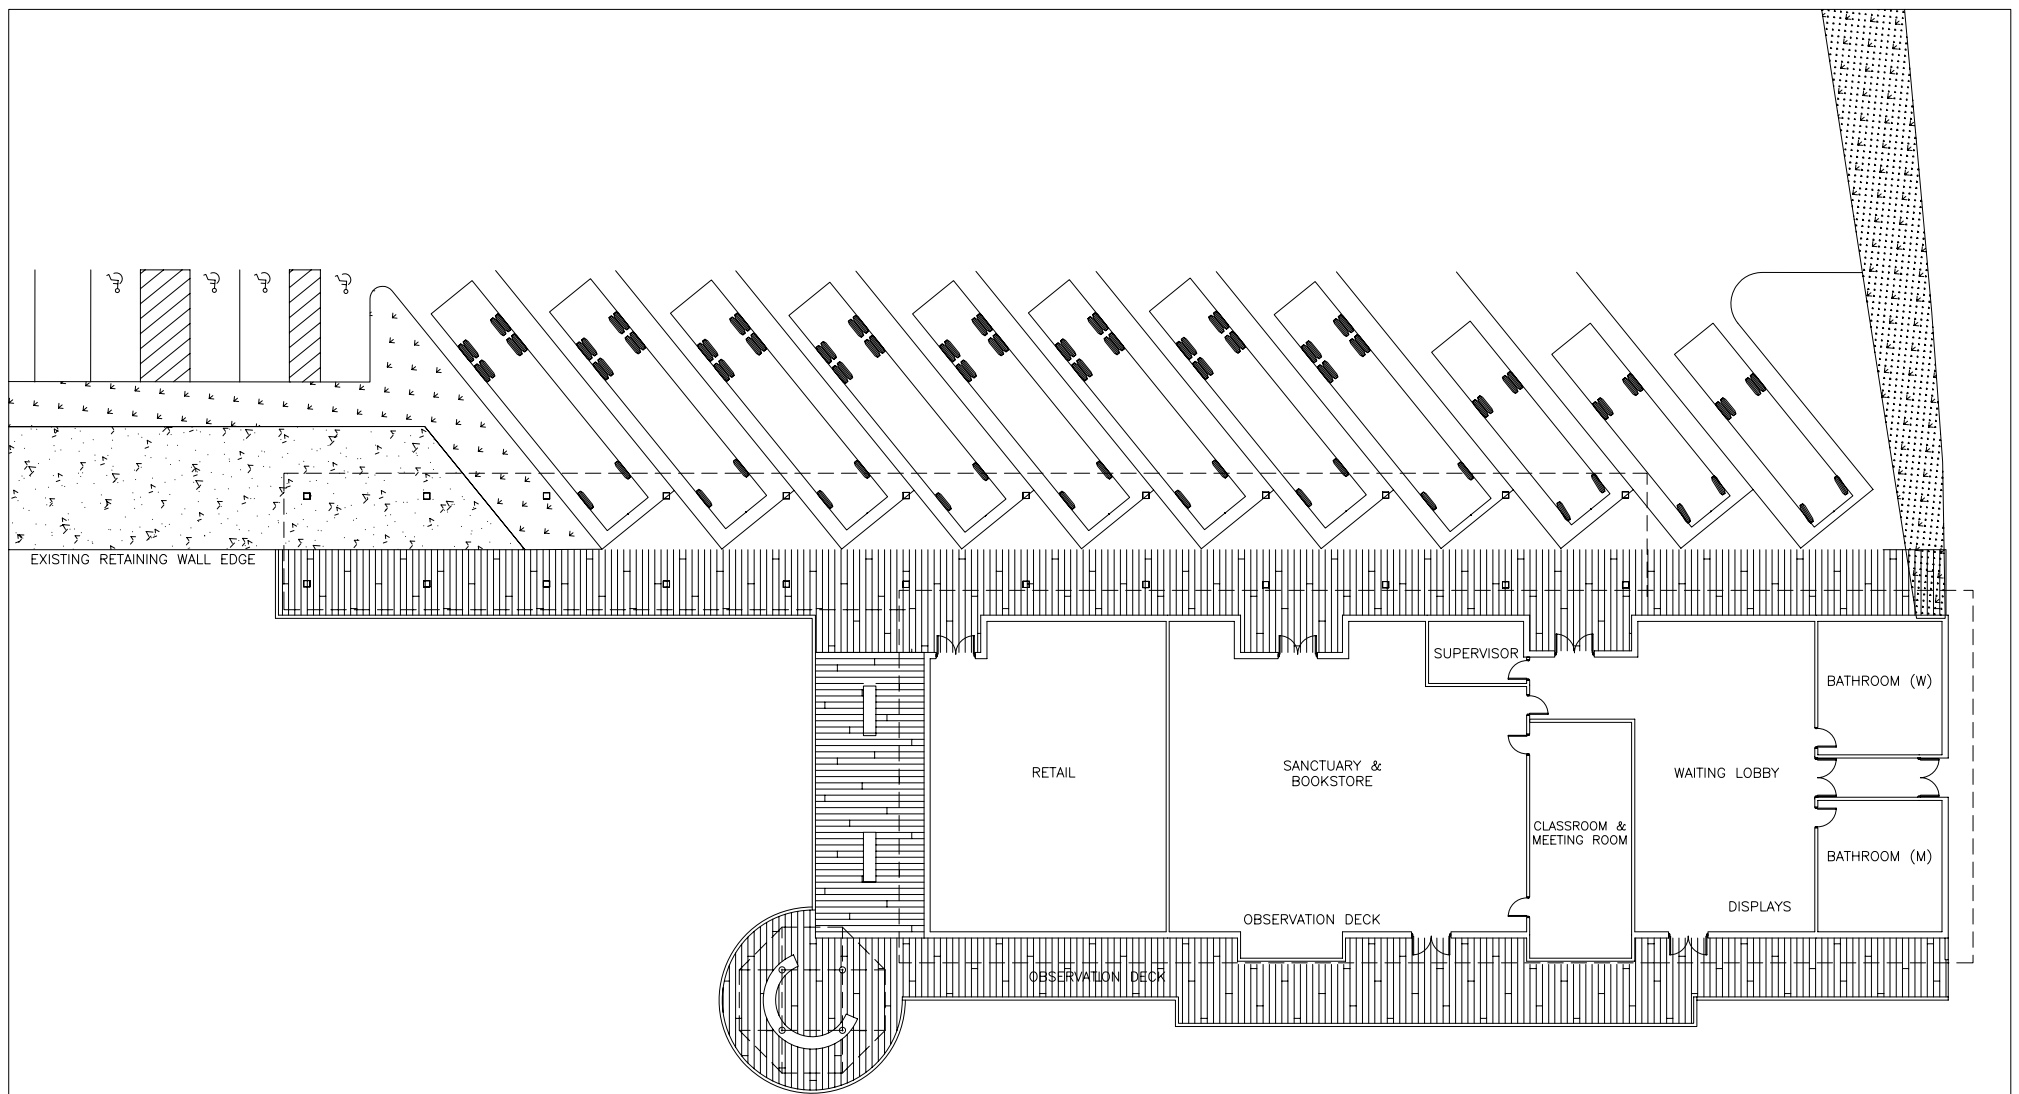 EXISTING RETAINING WALL EDGE
SUPERVISOR
BATHROOM (W)
RETAIL
SANCTUARY &
BOOKSTORE
WAITING LOBBY
CLASSROOM &
MEETING ROOM
BATHROOM (M)
DISPLAYS
OBSERVATION DECK
OBSERVATION DECK